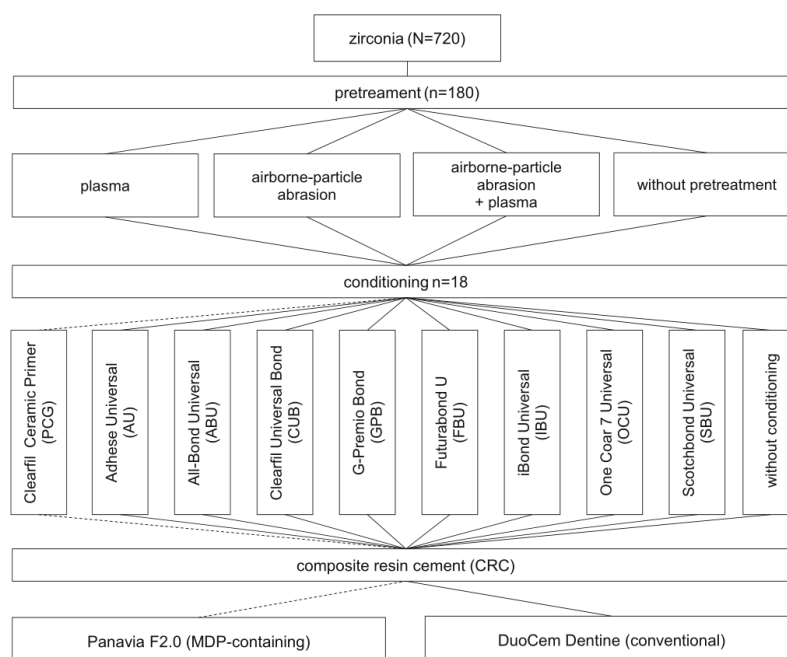 zirconia (N=720)
pretreament (n=180)
plasma
airborne-particle
abrasion
airborne-particle
abrasion
+ plasma
without pretreatment
conditioning n=18
Clearfil Ceramic Primer
(PCG)
Adhese Universal
(AU)
All-Bond Universal
(ABU)
Clearfil Universal Bond
(CUB)
G-Premio Bond
(GPB)
Futurabond U
(FBU)
iBond Universal
(IBU)
One Coar 7 Universal
(OCU)
Scotchbond Universal
(SBU)
without conditioning
composite resin cement (CRC)
Panavia F2.0 (MDP-containing)
DuoCem Dentine (conventional)